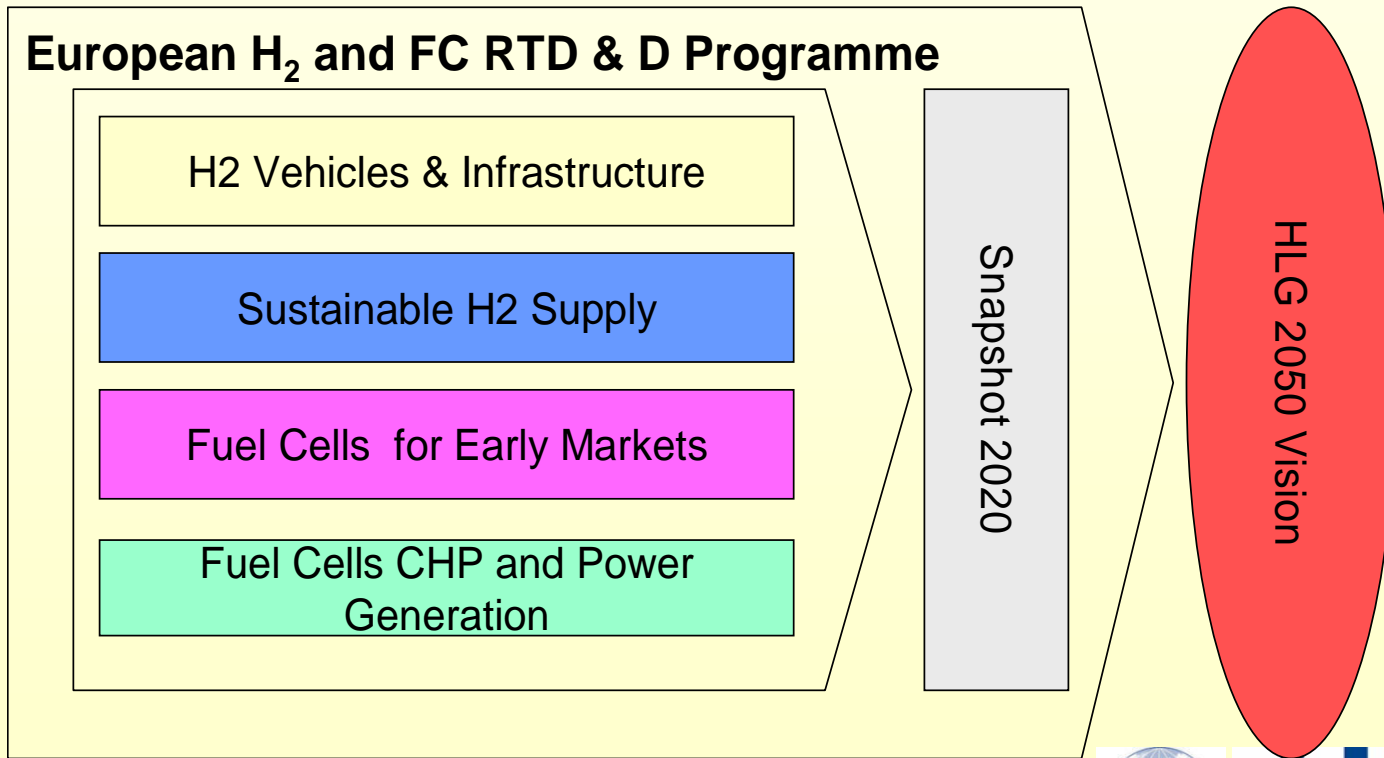 European H₂ and FC RTD & D Programme
H2 Vehicles & Infrastructure
Sustainable H2 Supply
Fuel Cells  for Early Markets
Fuel Cells CHP and Power
Generation
Snapshot 2020
HLG 2050 Vision